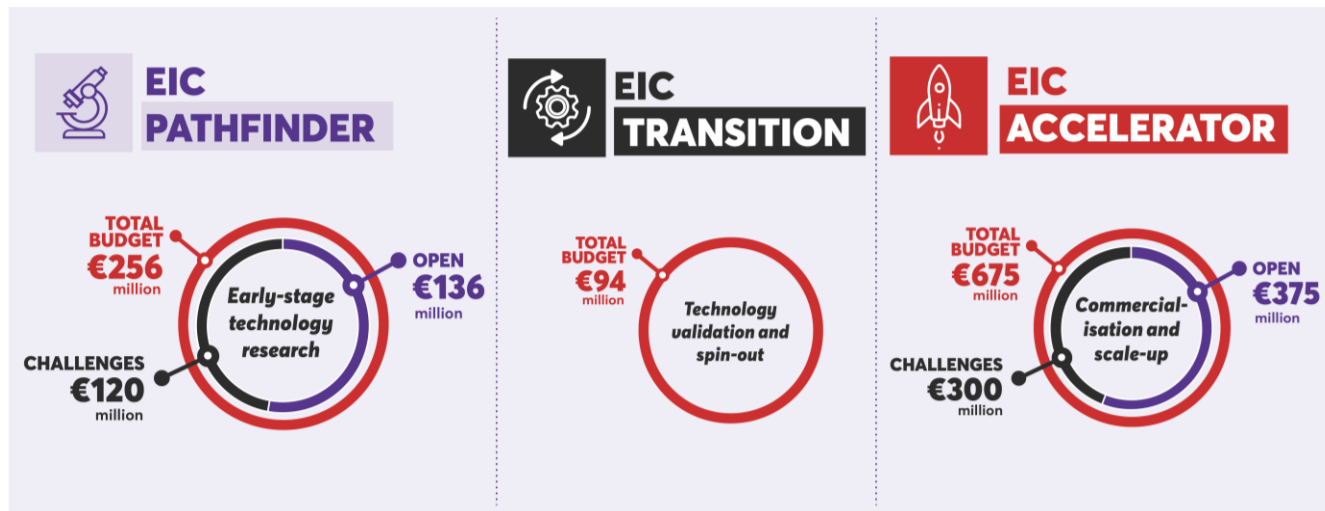 EIC
PATHFINDER
TOTAL
BUDGET
€256
million
OPEN
€136
million
Early-stage
technology
research
CHALLENGES
€120
million
EIC
TRANSITION
TOTAL
BUDGET
€94
million
Technology
validation and
spin-out
EIC
ACCELERATOR
TOTAL
BUDGET
€675
million
OPEN
€375
million
Commercial-
isation and
scale-up
CHALLENGES
€300
million